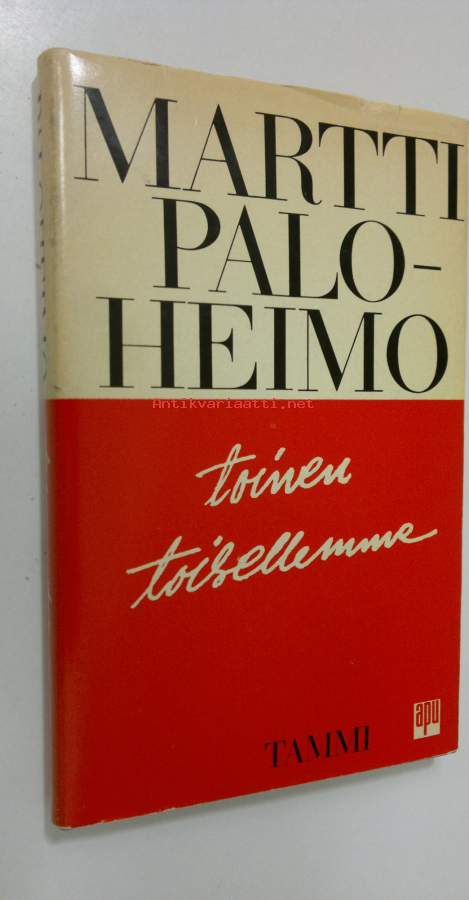 MARTTI
PALO-
HEIMO
Antikvariaatti.net
toinen
toisellemme
apu
TAMMI